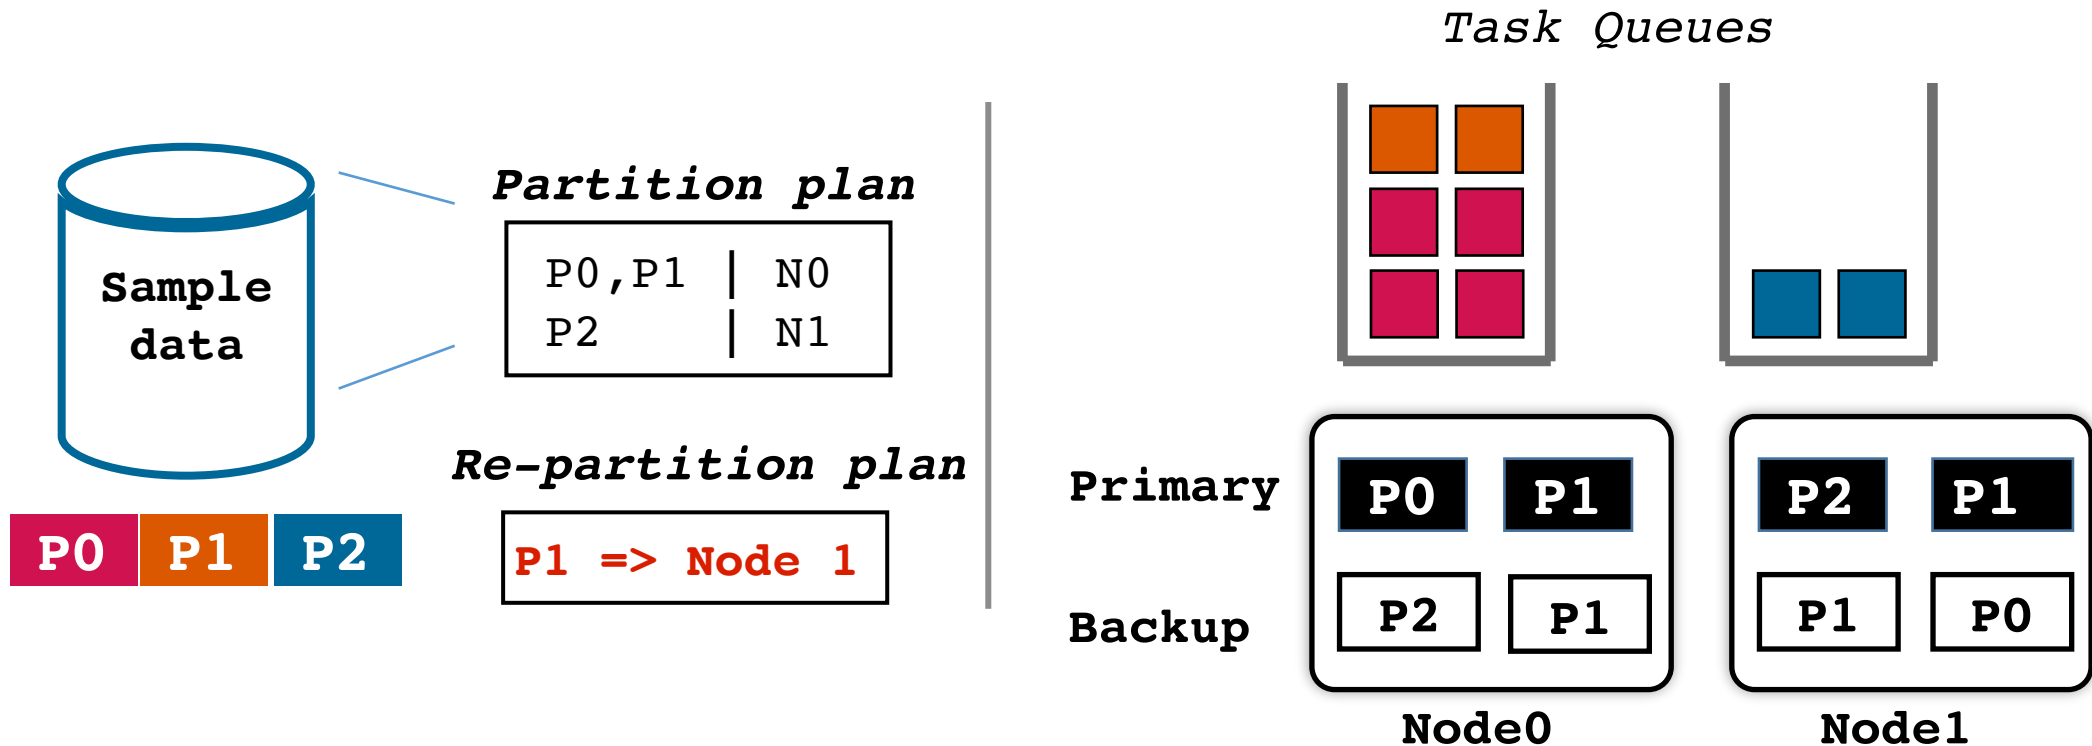 Task Queues
Sample
data
Partition plan
P0,P1 | N0
P2 | N1
Re-partition plan
P1 => Node 1
P0 P1 P2
Primary
P0 P1
P2 P1
Backup
P2 P1
P1 P0
Node0
Node1